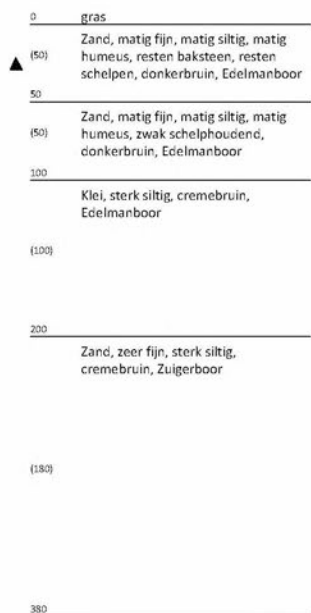 0 gras
Zand, matig fijn, matig siltig, matig
(50) humeus, resten baksteen, resten
schelpen, donkerbruin, Edelmanboor
50
Zand, matig fijn, matig siltig, matig
(50) humeus, zwak schelphoudend,
donkerbruin, Edelmanboor
100
Klei, sterk siltig, cremebruin,
Edelmanboor
(100)
200
Zand, zeer fijn, sterk siltig,
cremebruin, Zuigerboor
(180)
380